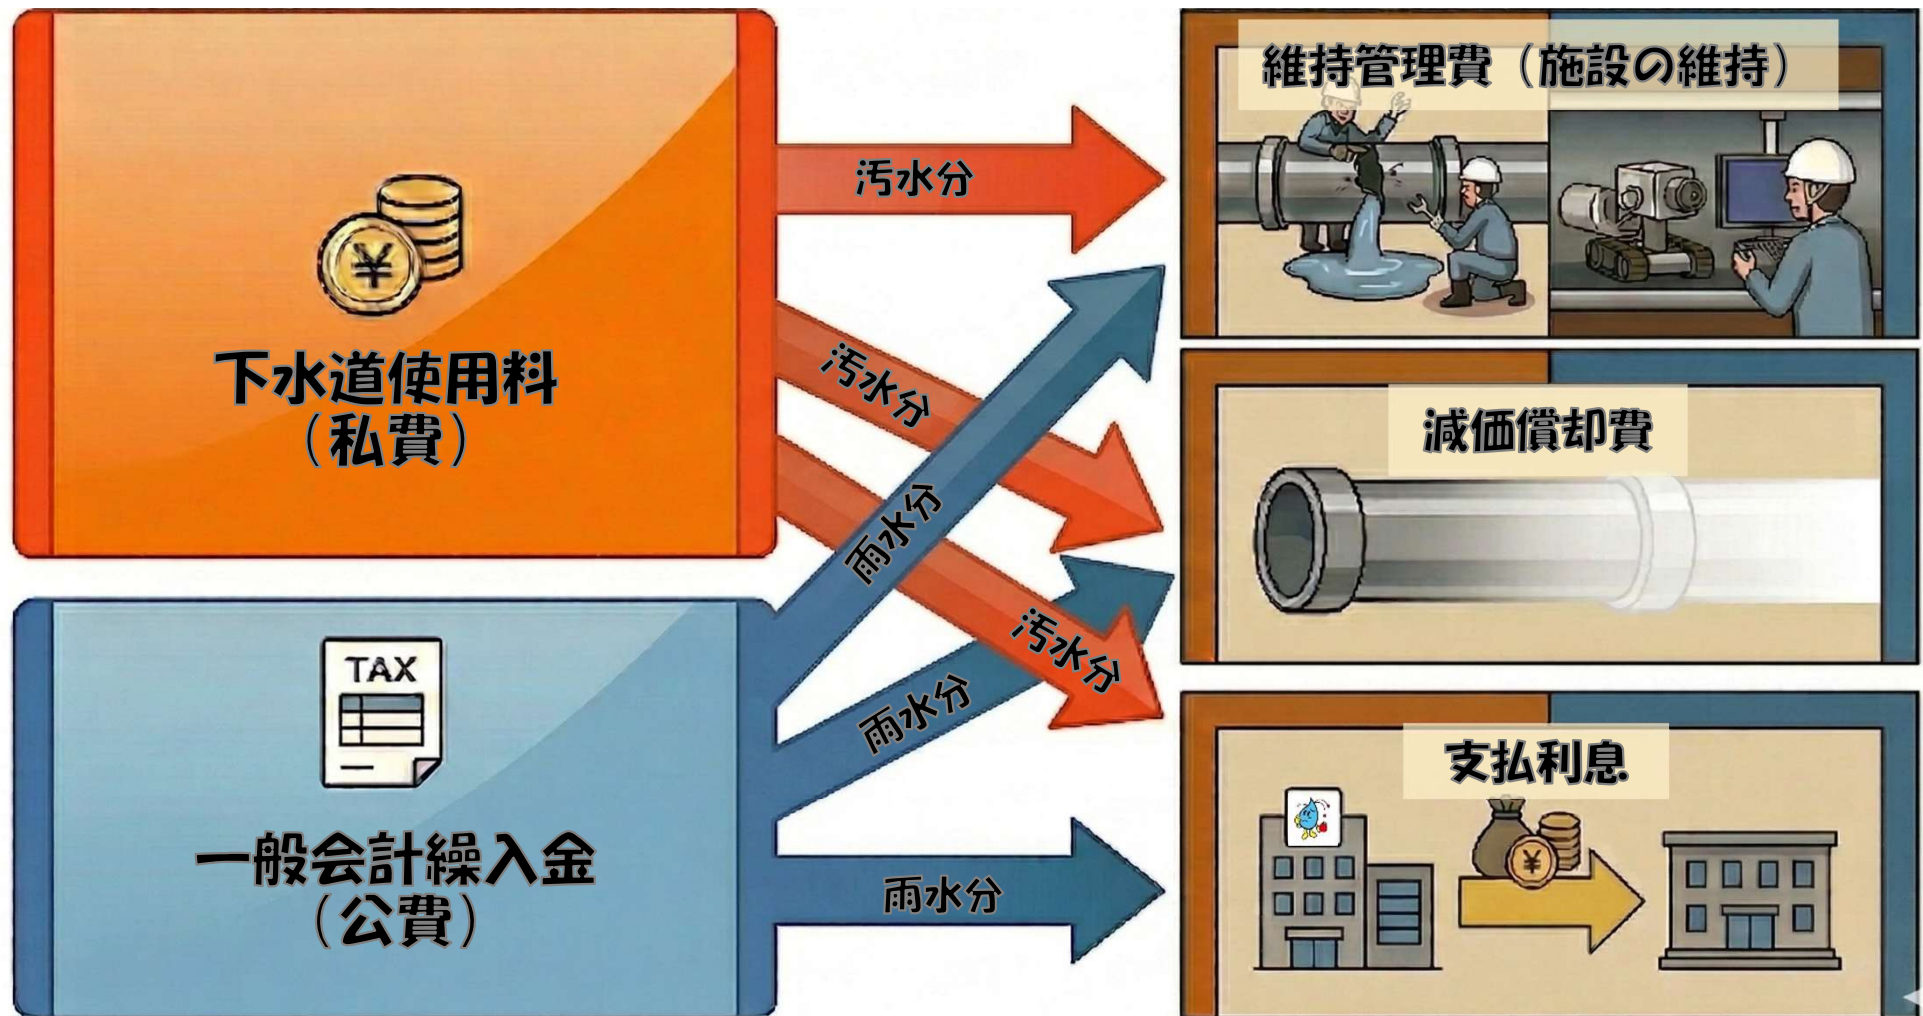 下水道使用料
（私費）
一般会計繰入金
（公費）
TAX
¥
汚水分
汚水分
汚水分
雨水分
雨水分
雨水分
維持管理費（施設の維持）
減価償却費
支払利息
¥